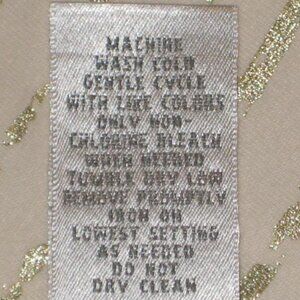 MACHINE
WASH COLD
GENTLE CYCLE
WITH LIKE COLORS
ONLY NON-
CHLORINE BLEACH
WHEN NEEDED
TUMBLE DRY LOW
REMOVE PROMPTLY
IRON ON
LOWEST SETTING
AS NEEDED
DO NOT
DRY CLEAN